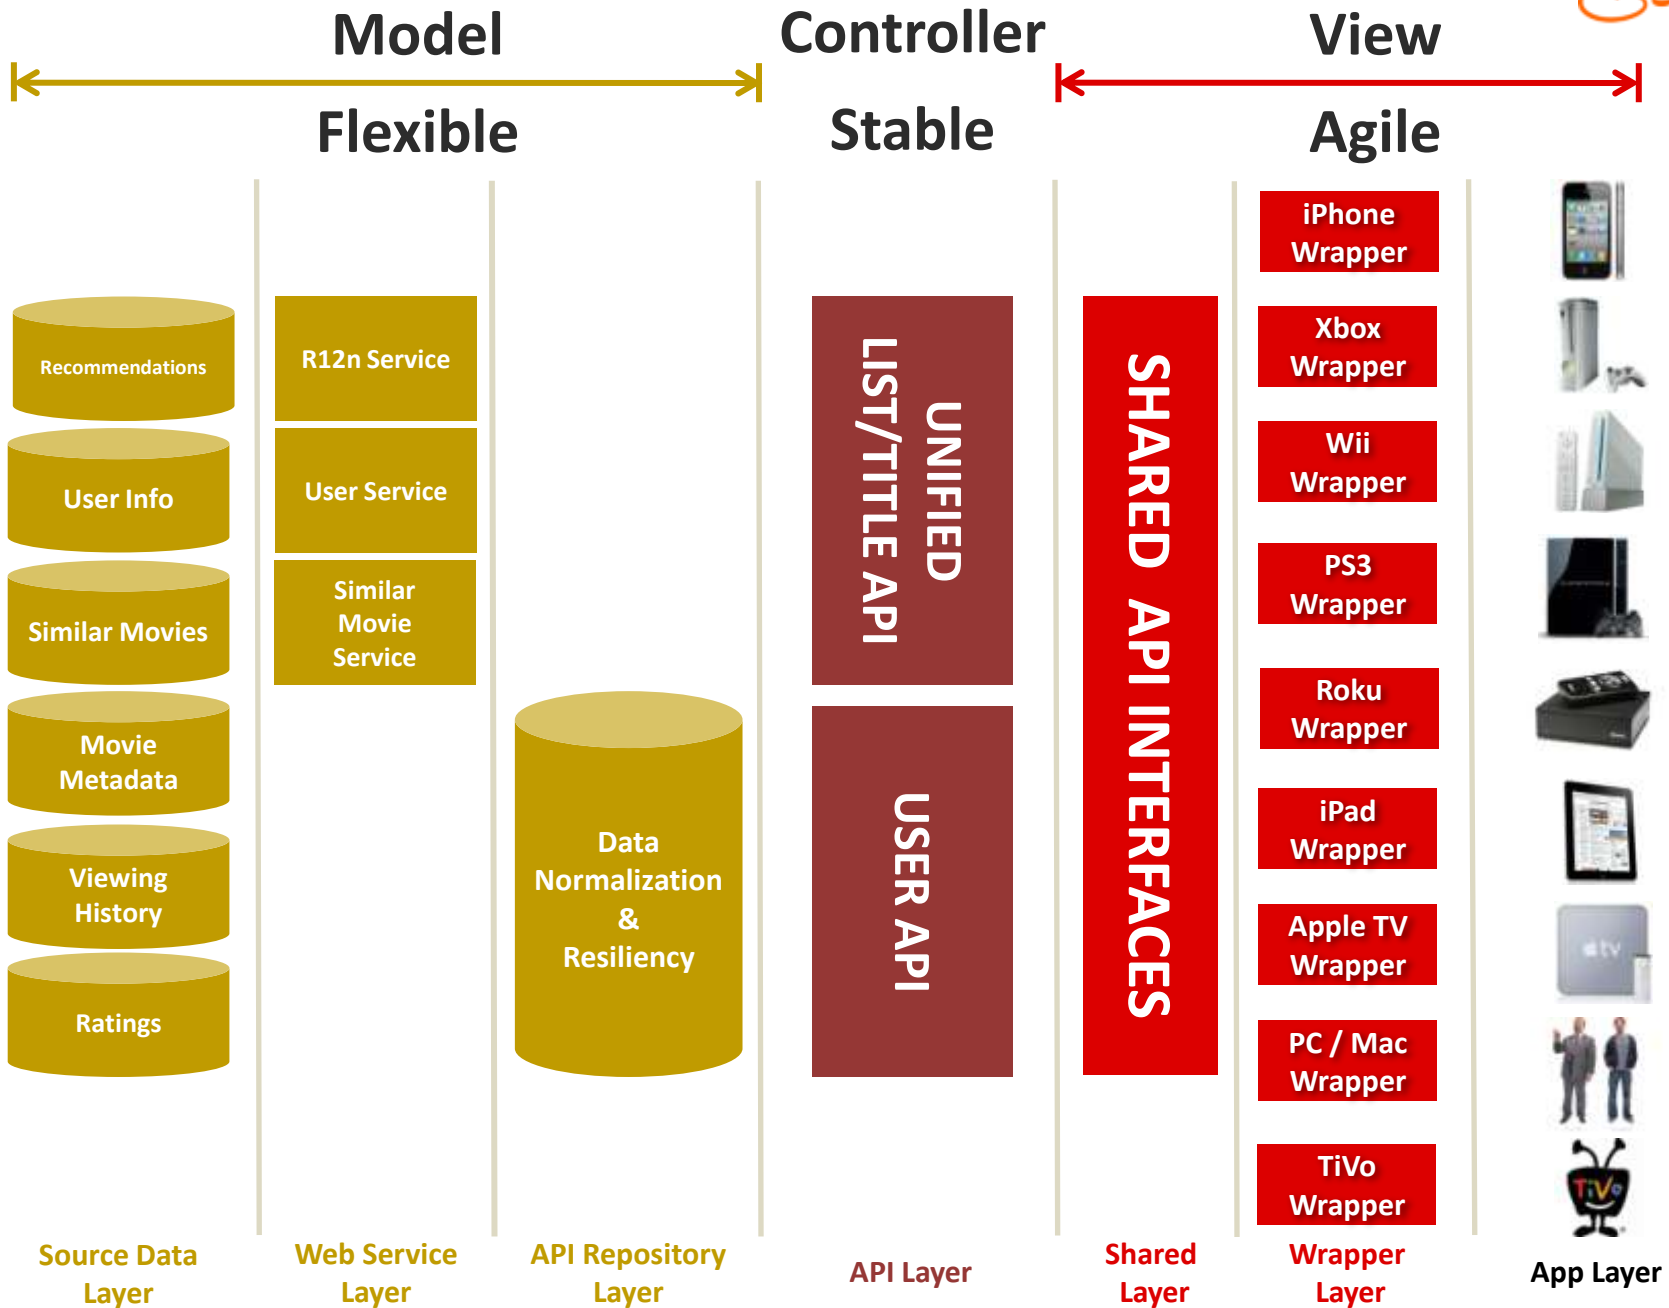 Model
Controller
View
Flexible
Stable
Agile
Recommendations
User Info
Similar Movies
Movie
Metadata
Viewing
History
Ratings
R12n Service
User Service
Similar
Movie
Service
Data
Normalization
&
Resiliency
UNIFIED
LIST/TITLE API
USER API
SHARED API INTERFACES
iPhone
Wrapper
Xbox
Wrapper
Wii
Wrapper
PS3
Wrapper
Roku
Wrapper
iPad
Wrapper
Apple TV
Wrapper
PC / Mac
Wrapper
TiVo
Wrapper
tv
TiVo
Source Data
Layer
Web Service
Layer
API Repository
Layer
API Layer
Shared
Layer
Wrapper
Layer
App Layer